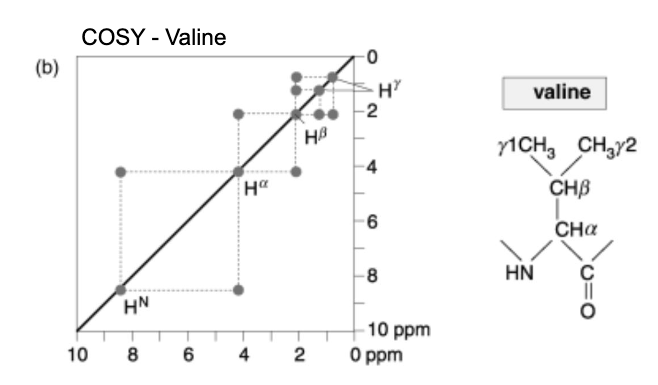 COSY - Valine
(b)
0
2
4
6
8
10 ppm
10 8 6 4 2 0 ppm
Hγ
Hβ
Hα
HN
valine
γ1CH₃ CH₃γ2
CHβ
CHα
HN C
O